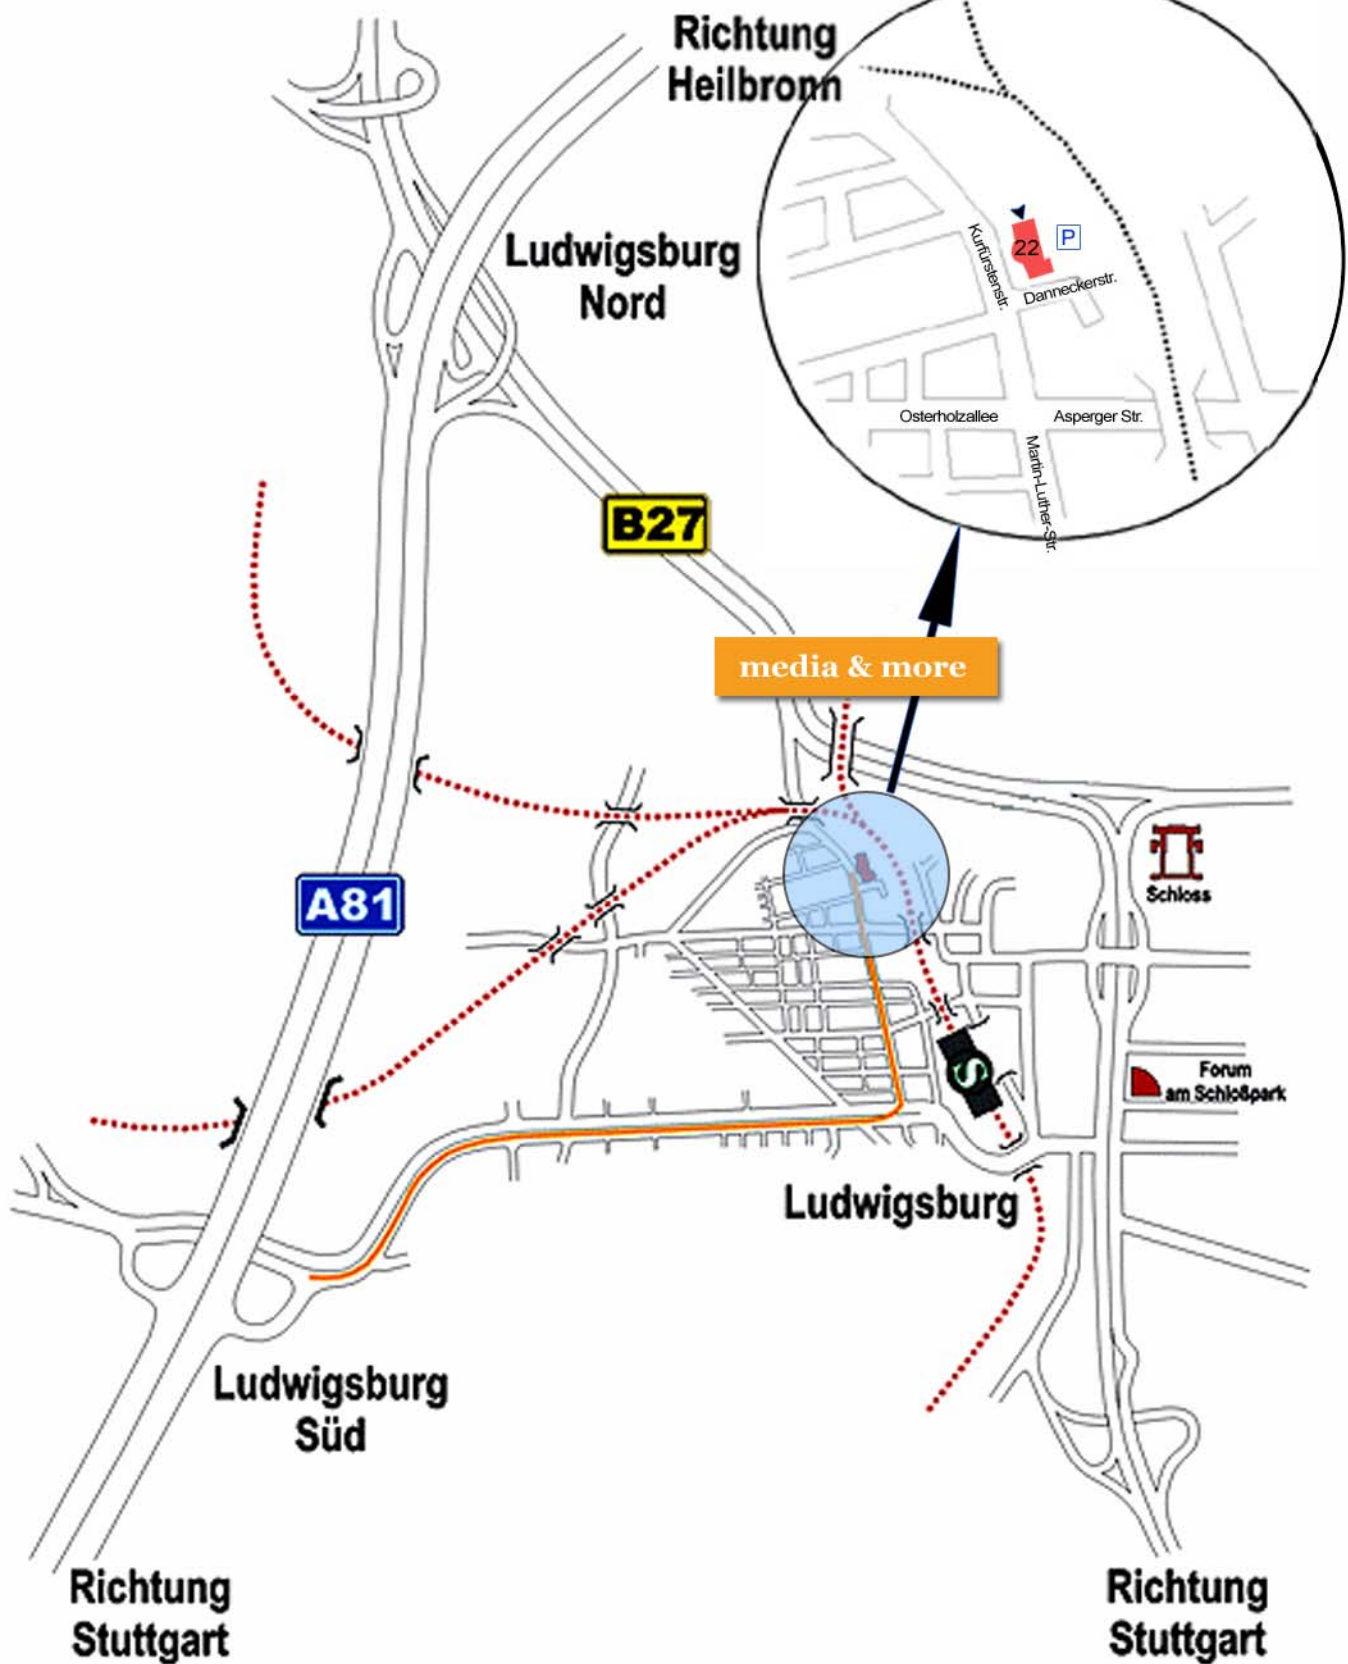 Richtung
Heilbronn
Ludwigsburg
Nord
22
P
Kurfürstenstr.
Danneckerstr.
Osterholzallee
Asperger Str.
Martin-Luther-Str.
B27
media & more
A81
Schloss
S
Forum
am Schloßpark
Ludwigsburg
Ludwigsburg
Süd
Richtung
Stuttgart
Richtung
Stuttgart